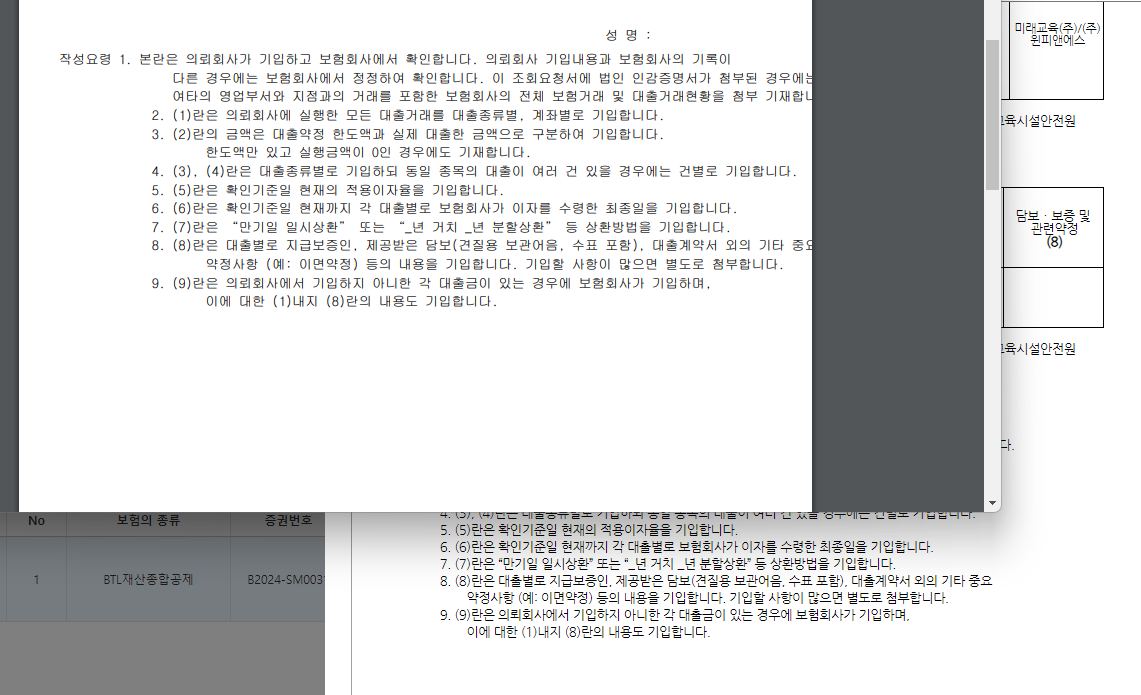 성 명 :
작성요령 1. 본란은 의뢰회사가 기입하고 보험회사에서 확인합니다. 의뢰회사 기입내용과 보험회사의 기록이
다른 경우에는 보험회사에서 정정하여 확인합니다. 이 조회요청서에 법인 인감증명서가 첨부된 경우에는
여타의 영업부서와 지점과의 거래를 포함한 보험회사의 전체 보험거래 및 대출거래현황을 첨부 기재합니
2. (1)란은 의뢰회사에 실행한 모든 대출거래를 대출종류별, 계좌별로 기입합니다.
3. (2)란의 금액은 대출약정 한도액과 실제 대출한 금액으로 구분하여 기입합니다.
한도액만 있고 실행금액이 0인 경우에도 기재합니다.
4. (3), (4)란은 대출종류별로 기입하되 동일 종목의 대출이 여러 건 있을 경우에는 건별로 기입합니다.
5. (5)란은 확인기준일 현재의 적용이자율을 기입합니다.
6. (6)란은 확인기준일 현재까지 각 대출별로 보험회사가 이자를 수령한 최종일을 기입합니다.
7. (7)란은 “만기일 일시상환” 또는 “_년 거치 _년 분할상환” 등 상환방법을 기입합니다.
8. (8)란은 대출별로 지급보증인, 제공받은 담보(견질용 보관어음, 수표 포함), 대출계약서 외의 기타 중요
약정사항 (예: 이면약정) 등의 내용을 기입합니다. 기입할 사항이 많으면 별도로 첨부합니다.
9. (9)란은 의뢰회사에서 기입하지 아니한 각 대출금이 있는 경우에 보험회사가 기입하며,
이에 대한 (1)내지 (8)란의 내용도 기입합니다.
미래교육(주)/(주)
원피앤에스
교육시설안전원
담보 · 보증 및
관련약정
(8)
교육시설안전원
다.
No 보험의 종류 증권번호
1 BTL재산종합공제 B2024-SM003
4. (3), (4)란은 대출종류별로 기입하되 동일 종목의 대출이 여러 건 있을 경우에는 건별로 기입합니다.
5. (5)란은 확인기준일 현재의 적용이자율을 기입합니다.
6. (6)란은 확인기준일 현재까지 각 대출별로 보험회사가 이자를 수령한 최종일을 기입합니다.
7. (7)란은 “만기일 일시상환” 또는 “_년 거치 _년 분할상환” 등 상환방법을 기입합니다.
8. (8)란은 대출별로 지급보증인, 제공받은 담보(견질용 보관어음, 수표 포함), 대출계약서 외의 기타 중요
약정사항 (예: 이면약정) 등의 내용을 기입합니다. 기입할 사항이 많으면 별도로 첨부합니다.
9. (9)란은 의뢰회사에서 기입하지 아니한 각 대출금이 있는 경우에 보험회사가 기입하며,
이에 대한 (1)내지 (8)란의 내용도 기입합니다.